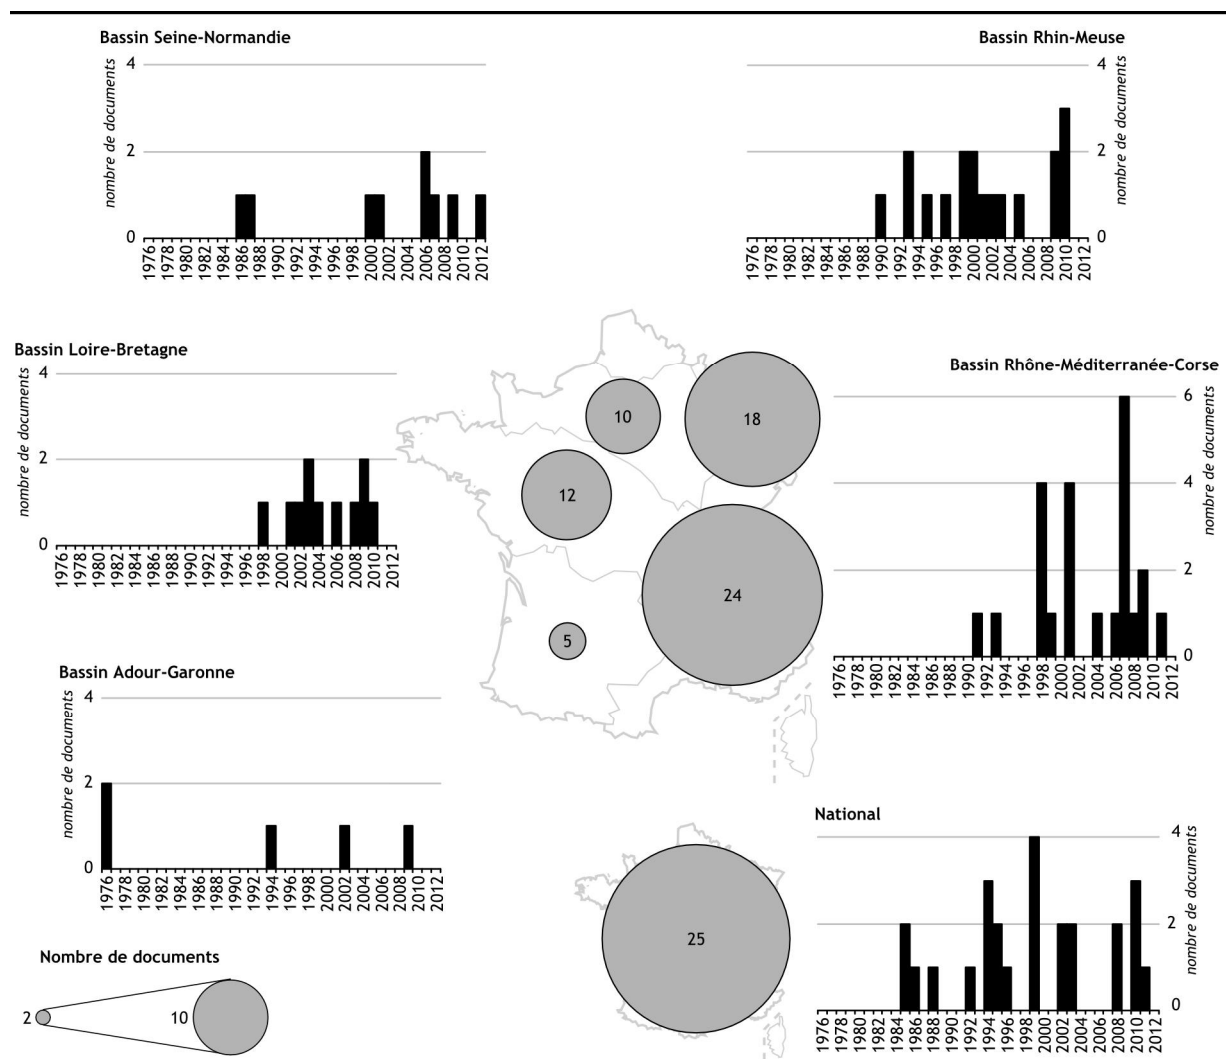 Bassin Seine-Normandie
nombre de documents
4
2
0
1976 1978 1980 1982 1984 1986 1988 1990 1992 1994 1996 1998 2000 2002 2004 2006 2008 2010 2012
Bassin Rhin-Meuse
nombre de documents
4
2
0
1976 1978 1980 1982 1984 1986 1988 1990 1992 1994 1996 1998 2000 2002 2004 2006 2008 2010 2012
Bassin Loire-Bretagne
nombre de documents
4
2
0
1976 1978 1980 1982 1984 1986 1988 1990 1992 1994 1996 1998 2000 2002 2004 2006 2008 2010 2012
10
18
12
24
5
Bassin Rhône-Méditerranée-Corse
nombre de documents
6
4
2
0
1976 1978 1980 1982 1984 1986 1988 1990 1992 1994 1996 1998 2000 2002 2004 2006 2008 2010 2012
Bassin Adour-Garonne
nombre de documents
4
2
0
1976 1978 1980 1982 1984 1986 1988 1990 1992 1994 1996 1998 2000 2002 2004 2006 2008 2010 2012
25
National
nombre de documents
4
2
0
1976 1978 1980 1982 1984 1986 1988 1990 1992 1994 1996 1998 2000 2002 2004 2006 2008 2010 2012
Nombre de documents
2
10